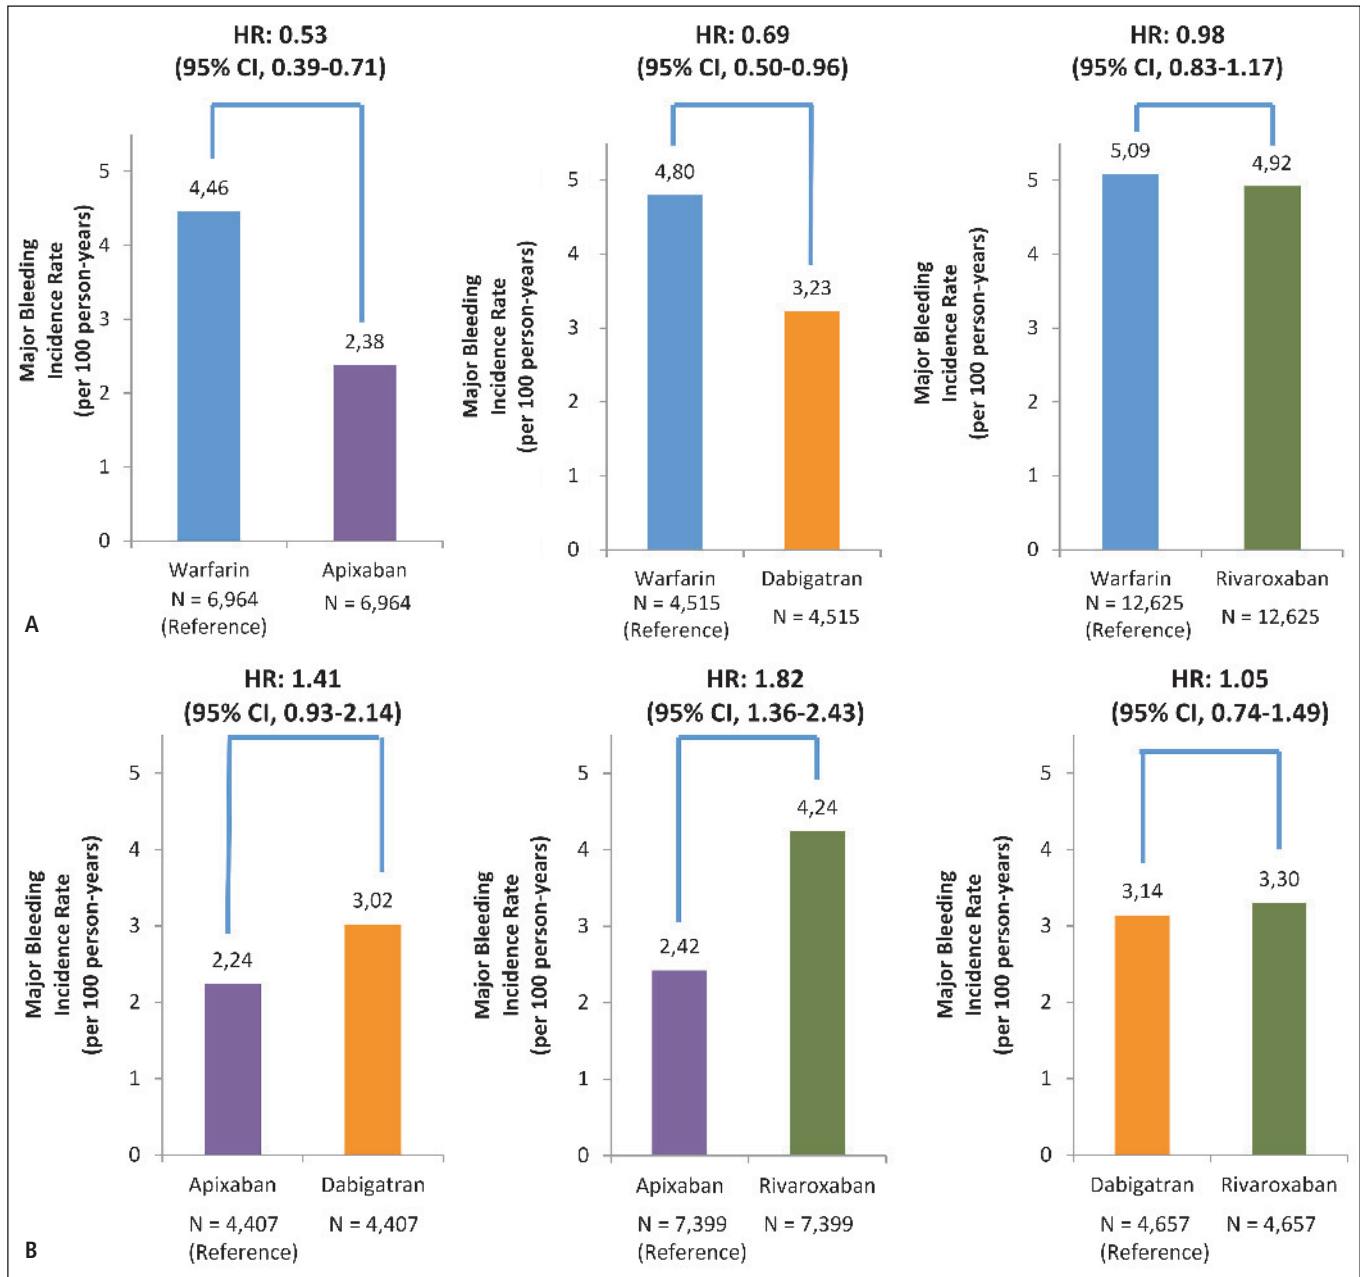 HR: 0.53
(95% CI, 0.39-0.71)
Major Bleeding
Incidence Rate
(per 100 person-years)
5
4
3
2
1
0
4,46
2,38
Warfarin
N = 6,964
(Reference)
Apixaban
N = 6,964
HR: 0.69
(95% CI, 0.50-0.96)
Major Bleeding
Incidence Rate
(per 100 person-years)
5
4
3
2
1
0
4,80
3,23
Warfarin
N = 4,515
(Reference)
Dabigatran
N = 4,515
HR: 0.98
(95% CI, 0.83-1.17)
Major Bleeding
Incidence Rate
(per 100 person-years)
5
4
3
2
1
0
5,09
4,92
Warfarin
N = 12,625
(Reference)
Rivaroxaban
N = 12,625
A
HR: 1.41
(95% CI, 0.93-2.14)
Major Bleeding
Incidence Rate
(per 100 person-years)
5
4
3
2
1
0
2,24
3,02
Apixaban
N = 4,407
(Reference)
Dabigatran
N = 4,407
HR: 1.82
(95% CI, 1.36-2.43)
Major Bleeding
Incidence Rate
(per 100 person-years)
5
4
3
2
1
0
2,42
4,24
Apixaban
N = 7,399
(Reference)
Rivaroxaban
N = 7,399
HR: 1.05
(95% CI, 0.74-1.49)
Major Bleeding
Incidence Rate
(per 100 person-years)
5
4
3
2
1
0
3,14
3,30
Dabigatran
N = 4,657
(Reference)
Rivaroxaban
N = 4,657
B